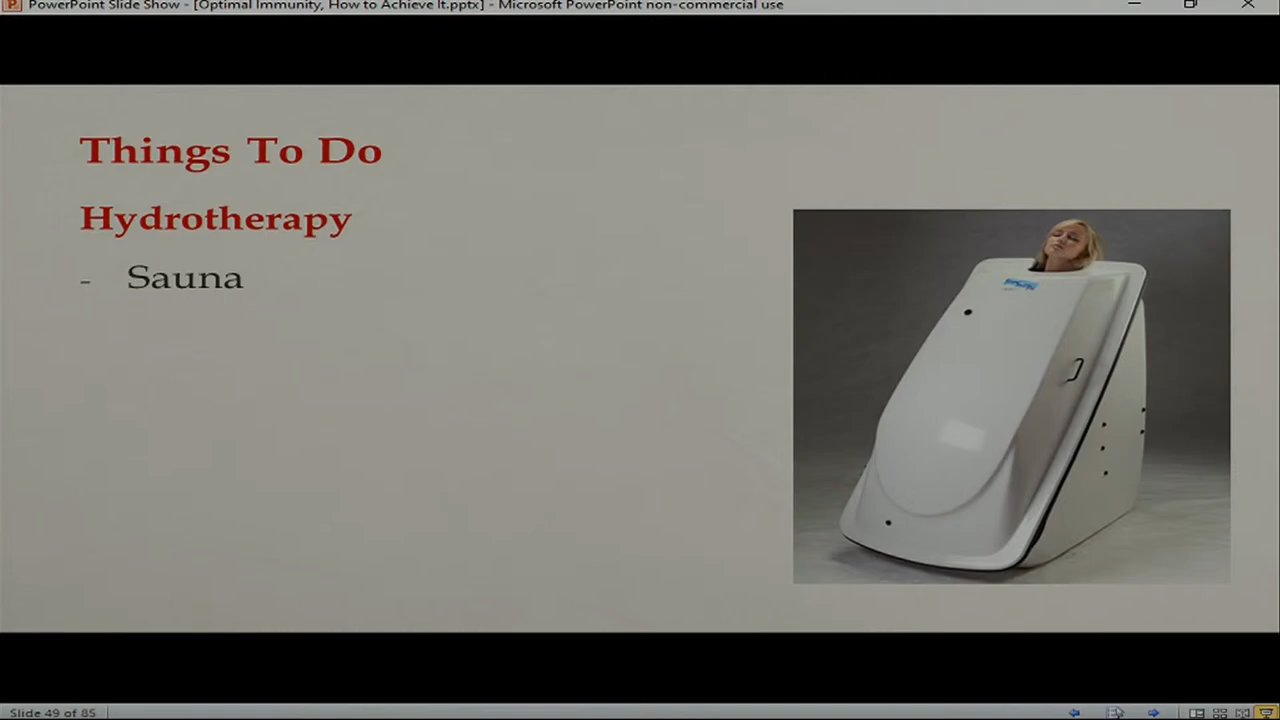 PowerPoint Slide Show - [Optimal Immunity, How to Achieve It.pptx] - Microsoft PowerPoint non-commercial use
Things To Do
Hydrotherapy
- Sauna
Slide 49 of 85